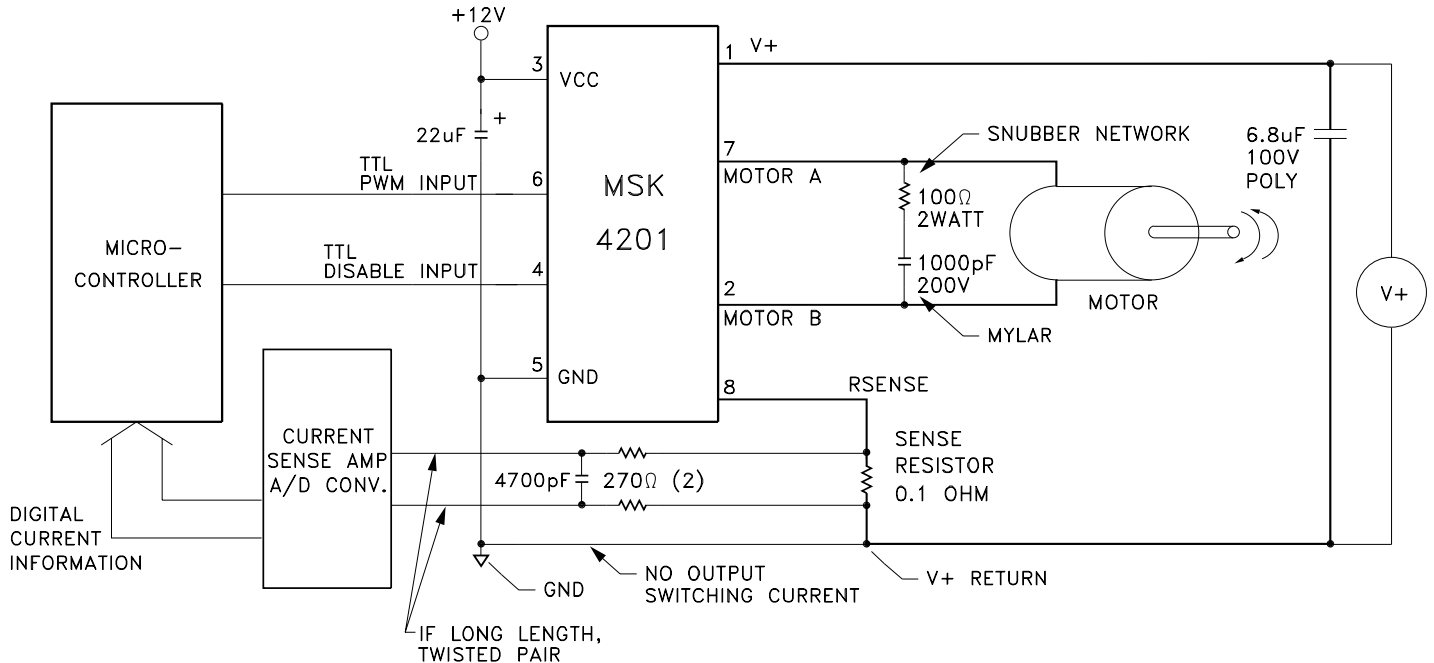 +12V
3
VCC
1
V+
22uF
+
MICRO-
CONTROLLER
TTL
PWM INPUT
6
TTL
DISABLE INPUT
4
MSK
4201
7
MOTOR A
2
MOTOR B
SNUBBER NETWORK
100Ω
2WATT
1000pF
200V
MYLAR
MOTOR
6.8uF
100V
POLY
V+
5
GND
8
RSENSE
CURRENT
SENSE AMP
A/D CONV.
4700pF
270Ω (2)
SENSE
RESISTOR
0.1 OHM
DIGITAL
CURRENT
INFORMATION
GND
NO OUTPUT
SWITCHING CURRENT
V+ RETURN
IF LONG LENGTH,
TWISTED PAIR